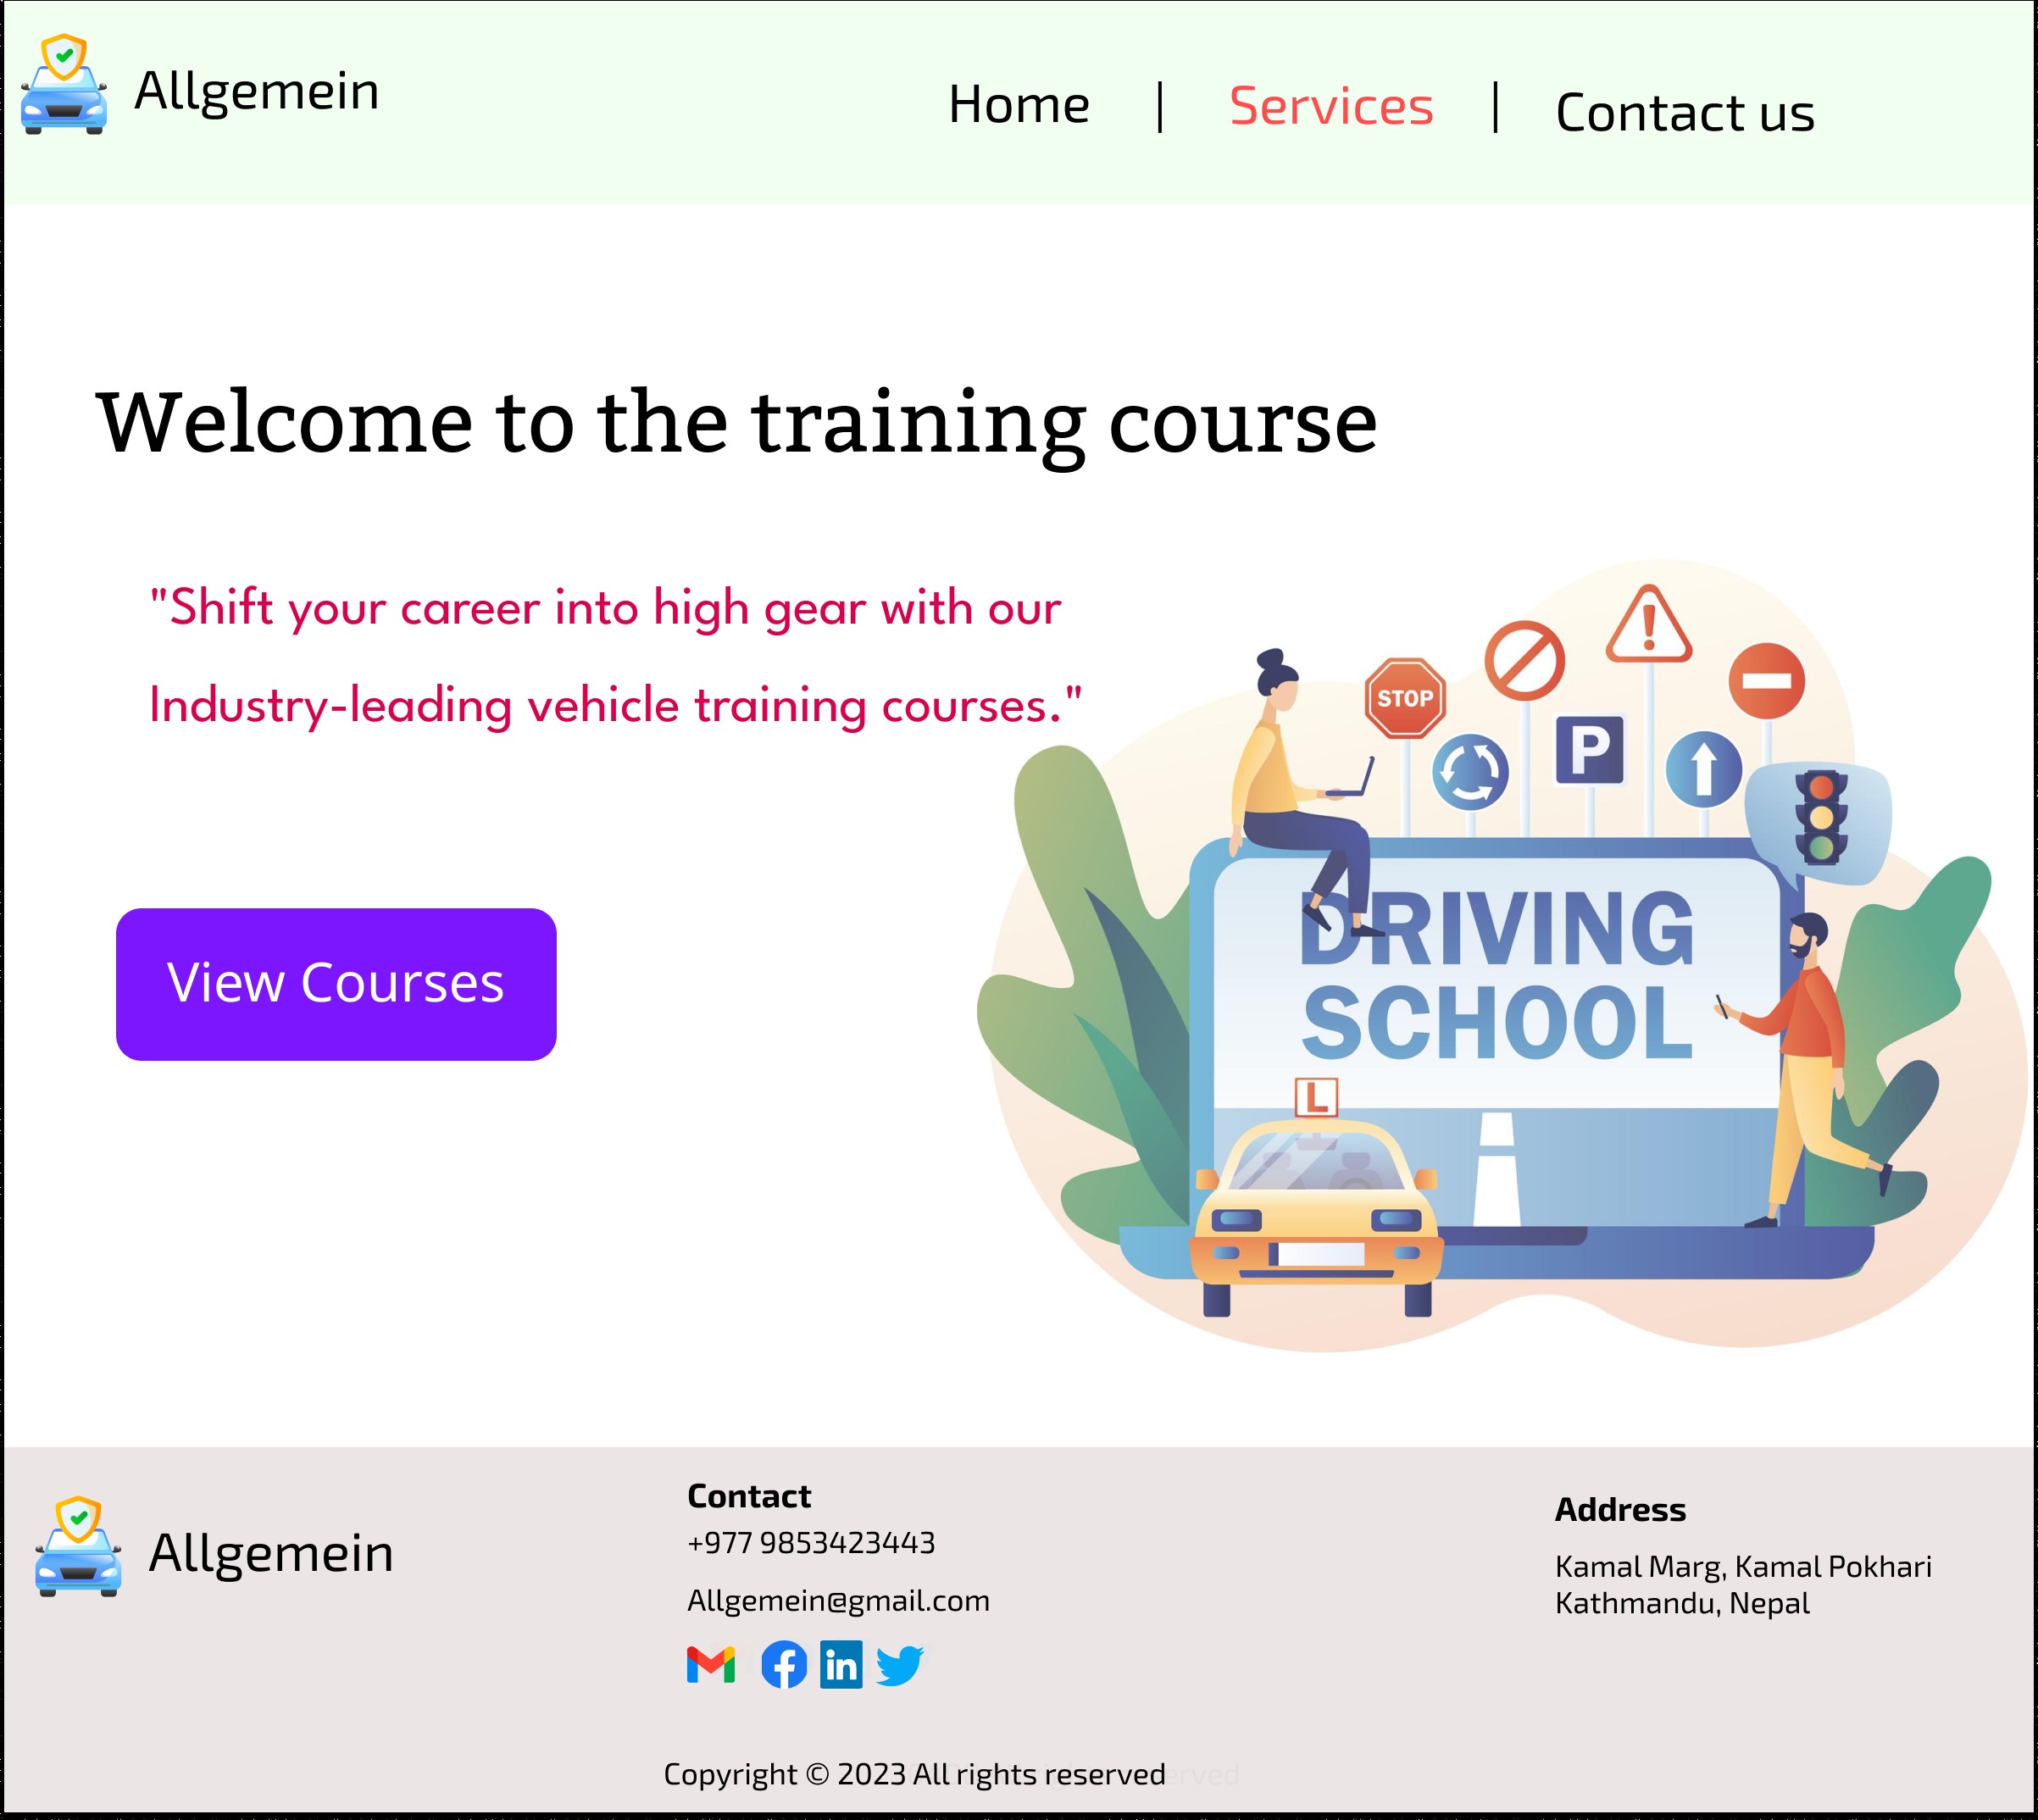 Allgemein
Home | Services | Contact us
Welcome to the training course
"Shift your career into high gear with our
Industry-leading vehicle training courses."
STOP
P
View Courses
DRIVING
SCHOOL
L
Allgemein
Contact
+977 9853423443
Allgemein@gmail.com
in
Address
Kamal Marg, Kamal Pokhari
Kathmandu, Nepal
Copyright © 2023 All rights reserved